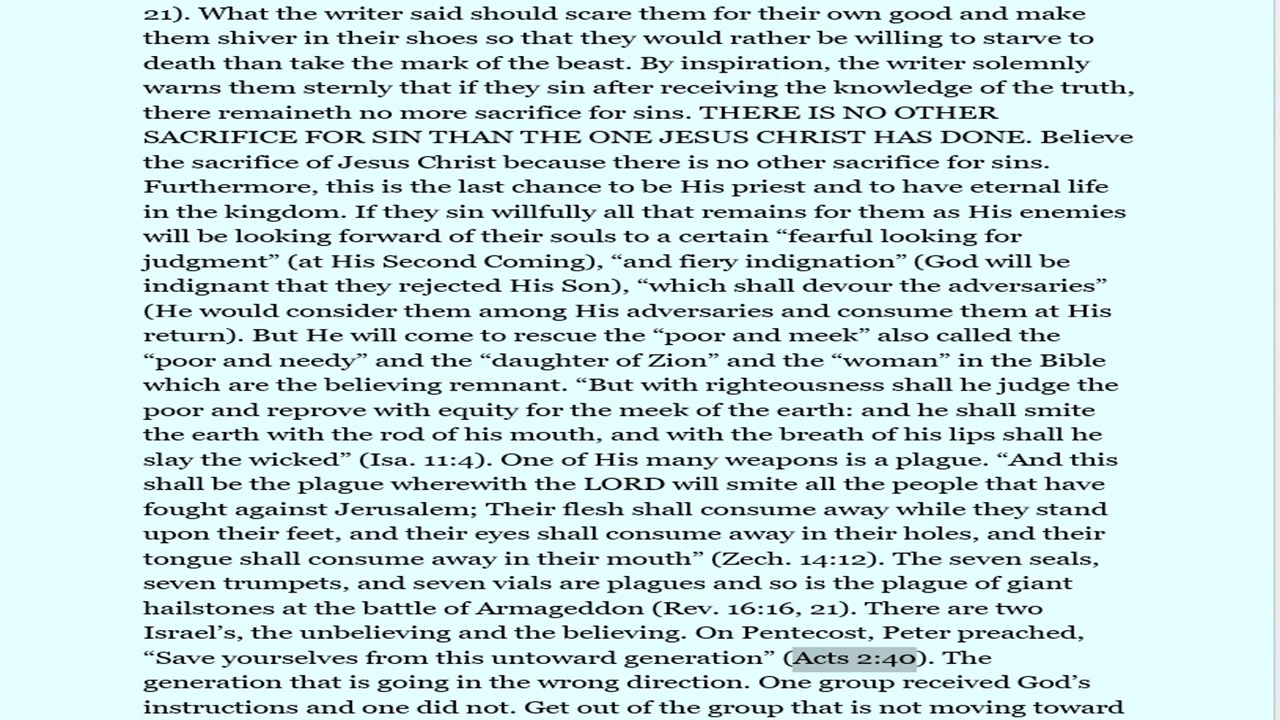 21). What the writer said should scare them for their own good and make
them shiver in their shoes so that they would rather be willing to starve to
death than take the mark of the beast. By inspiration, the writer solemnly
warns them sternly that if they sin after receiving the knowledge of the truth,
there remaineth no more sacrifice for sins. THERE IS NO OTHER
SACRIFICE FOR SIN THAN THE ONE JESUS CHRIST HAS DONE. Believe
the sacrifice of Jesus Christ because there is no other sacrifice for sins.
Furthermore, this is the last chance to be His priest and to have eternal life
in the kingdom. If they sin willfully all that remains for them as His enemies
will be looking forward of their souls to a certain “fearful looking for
judgment” (at His Second Coming), “and fiery indignation” (God will be
indignant that they rejected His Son), “which shall devour the adversaries”
(He would consider them among His adversaries and consume them at His
return). But He will come to rescue the “poor and meek” also called the
“poor and needy” and the “daughter of Zion” and the “woman” in the Bible
which are the believing remnant. “But with righteousness shall he judge the
poor and reprove with equity for the meek of the earth: and he shall smite
the earth with the rod of his mouth, and with the breath of his lips shall he
slay the wicked” (Isa. 11:4). One of His many weapons is a plague. “And this
shall be the plague wherewith the LORD will smite all the people that have
fought against Jerusalem; Their flesh shall consume away while they stand
upon their feet, and their eyes shall consume away in their holes, and their
tongue shall consume away in their mouth” (Zech. 14:12). The seven seals,
seven trumpets, and seven vials are plagues and so is the plague of giant
hailstones at the battle of Armageddon (Rev. 16:16, 21). There are two
Israel’s, the unbelieving and the believing. On Pentecost, Peter preached,
“Save yourselves from this untoward generation” (Acts 2:40). The
generation that is going in the wrong direction. One group received God’s
instructions and one did not. Get out of the group that is not moving toward